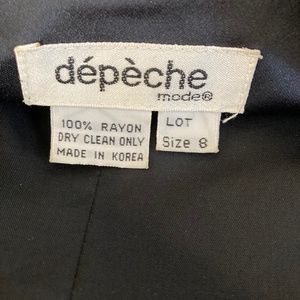 dépèche
mode®
100% RAYON
DRY CLEAN ONLY
MADE IN KOREA
LOT
Size 8